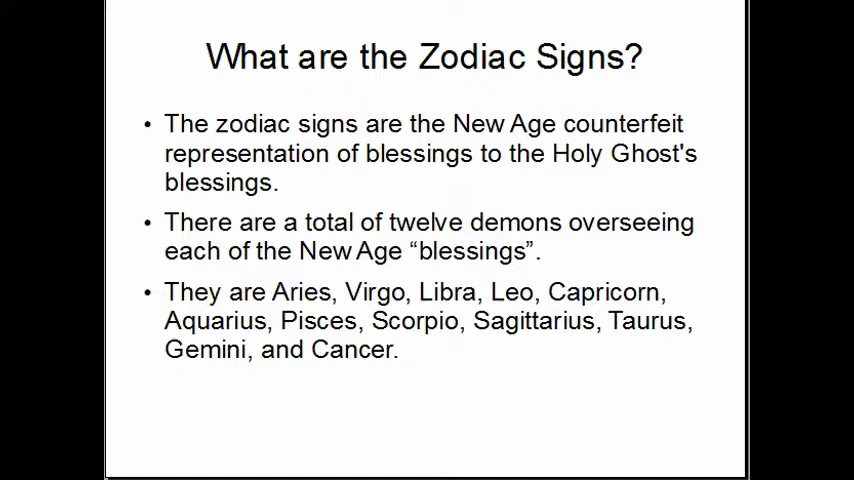 What are the Zodiac Signs?
• The zodiac signs are the New Age counterfeit
representation of blessings to the Holy Ghost's
blessings.
• There are a total of twelve demons overseeing
each of the New Age “blessings”.
• They are Aries, Virgo, Libra, Leo, Capricorn,
Aquarius, Pisces, Scorpio, Sagittarius, Taurus,
Gemini, and Cancer.